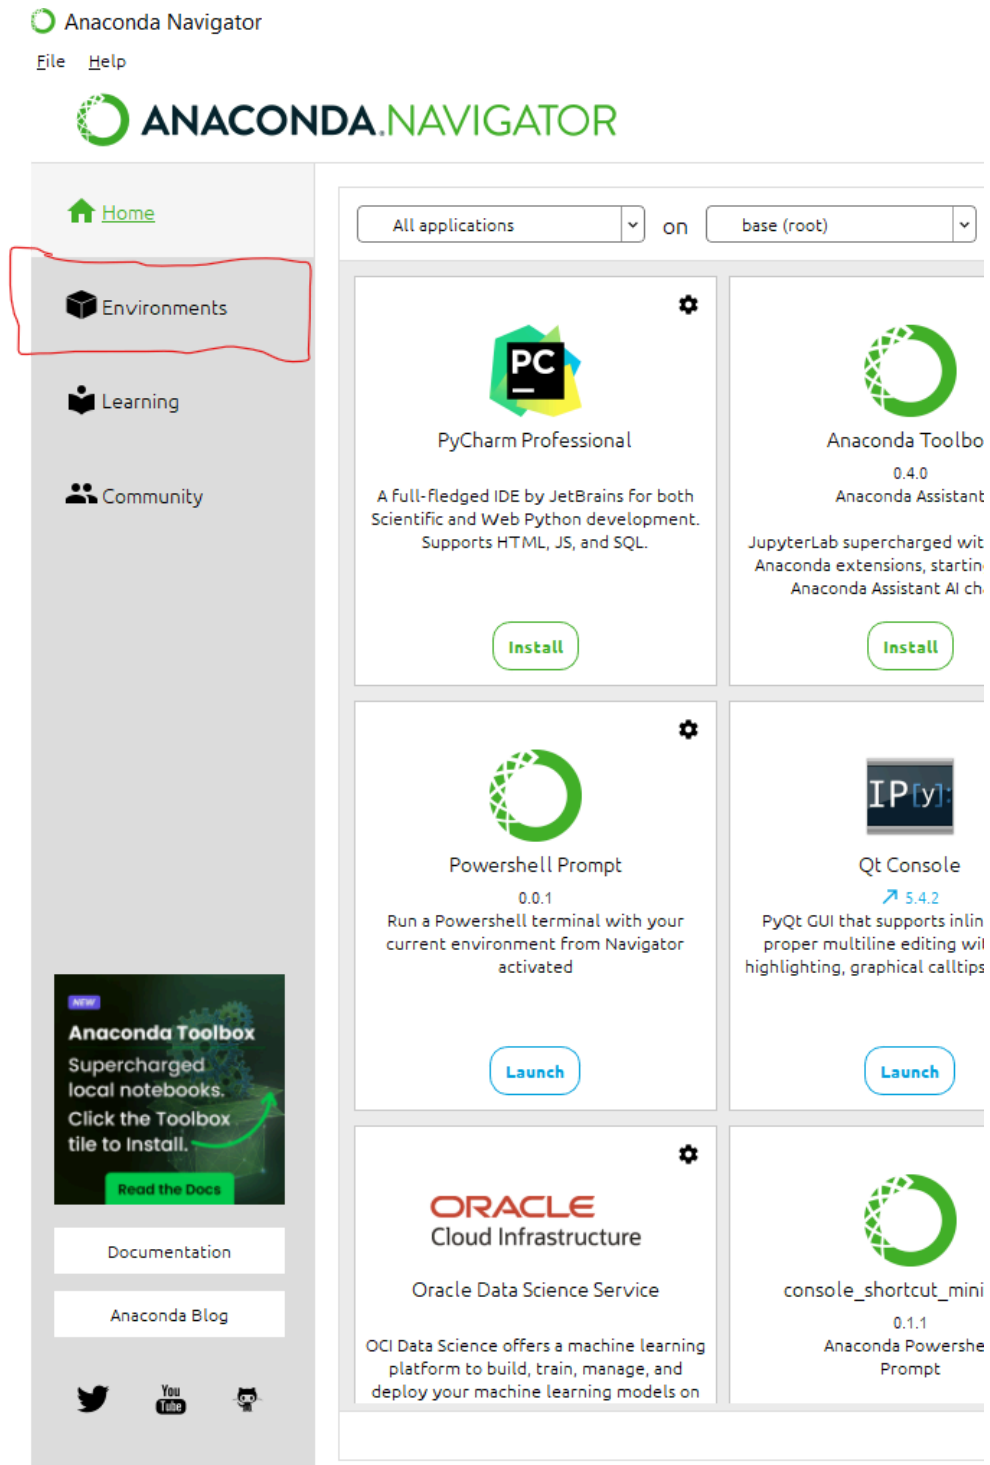 Anaconda Navigator
File Help
ANACONDA.NAVIGATOR
Home
Environments
Learning
Community
All applications
on
base (root)
PC
PyCharm Professional
A full-fledged IDE by JetBrains for both
Scientific and Web Python development.
Supports HTML, JS, and SQL.
Install
Anaconda Toolbo
0.4.0
Anaconda Assistant
JupyterLab supercharged wit
Anaconda extensions, startin
Anaconda Assistant AI ch
Install
Powershell Prompt
0.0.1
Run a Powershell terminal with your
current environment from Navigator
activated
Launch
IP[y]:
Qt Console
5.4.2
PyQt GUI that supports inlin
proper multiline editing wi
highlighting, graphical calltips
Launch
ORACLE
Cloud Infrastructure
Oracle Data Science Service
OCI Data Science offers a machine learning
platform to build, train, manage, and
deploy your machine learning models on
console_shortcut_mini
0.1.1
Anaconda Powershe
Prompt
NEW
Anaconda Toolbox
Supercharged
local notebooks.
Click the Toolbox
tile to Install.
Read the Docs
Documentation
Anaconda Blog
You
Tube